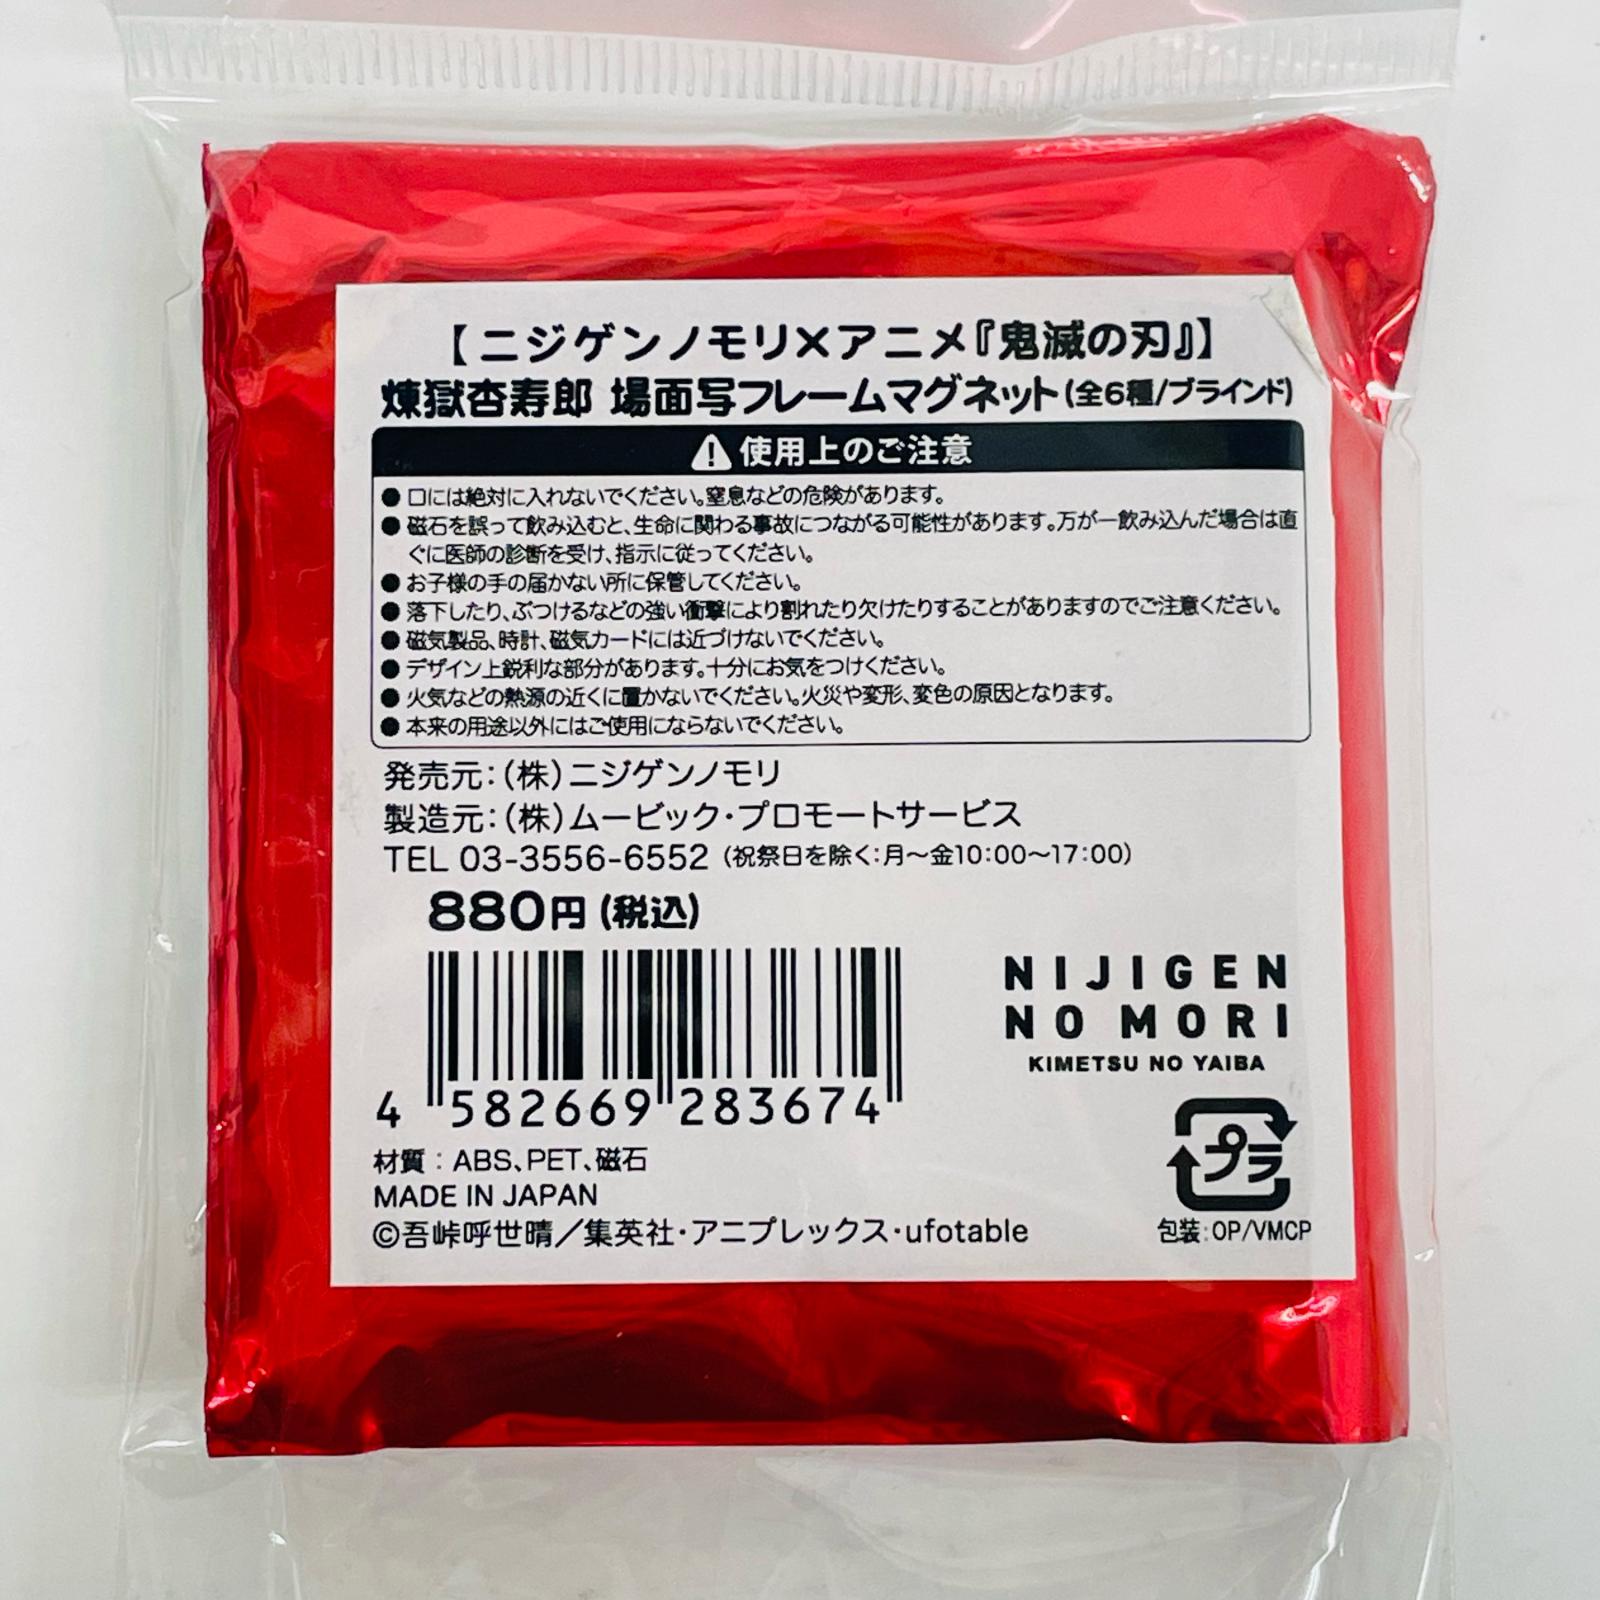 【ニジゲンノモリ×アニメ『鬼滅の刃』】
煉獄杏寿郎 場面写フレームマグネット(全6種/ブラインド)
使用上のご注意
●口には絶対に入れないでください。窒息などの危険があります。
●磁石を誤って飲み込むと、生命に関わる事故につながる可能性があります。万が一飲み込んだ場合は直
ぐに医師の診断を受け、指示に従ってください。
●お子様の手の届かない所に保管してください。
●落下したり、ぶつけるなどの強い衝撃により割れたり欠けたりすることがありますのでご注意ください。
●磁気製品、時計、磁気カードには近づけないでください。
●デザイン上鋭利な部分があります。十分にお気をつけください。
●火気などの熱源の近くに置かないでください。火災や変形、変色の原因となります。
●本来の用途以外にはご使用にならないでください。
発売元:(株)ニジゲンノモリ
製造元:(株)ムービック・プロモートサービス
TEL 03-3556-6552 (祝祭日を除く:月~金10:00~17:00)
880円(税込)
4 582669 283674
NIJIGEN
NO MORI
KIMETSU NO YAIBA
プラ
包装:OP/VMCP
材質:ABS、PET、磁石
MADE IN JAPAN
©吾峠呼世晴/集英社・アニプレックス・ufotable